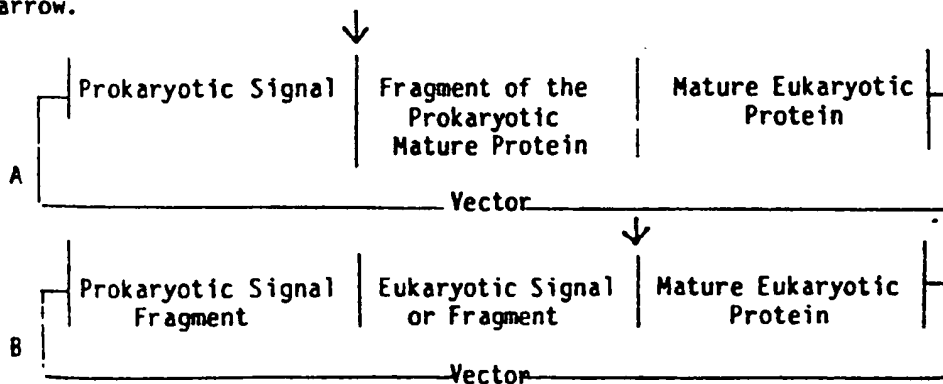 arrow.
Prokaryotic Signal Fragment of the Mature Eukaryotic
Prokaryotic Protein
Mature Protein
A
Vector
Prokaryotic Signal Eukaryotic Signal Mature Eukaryotic
Fragment or Fragment Protein
B
Vector